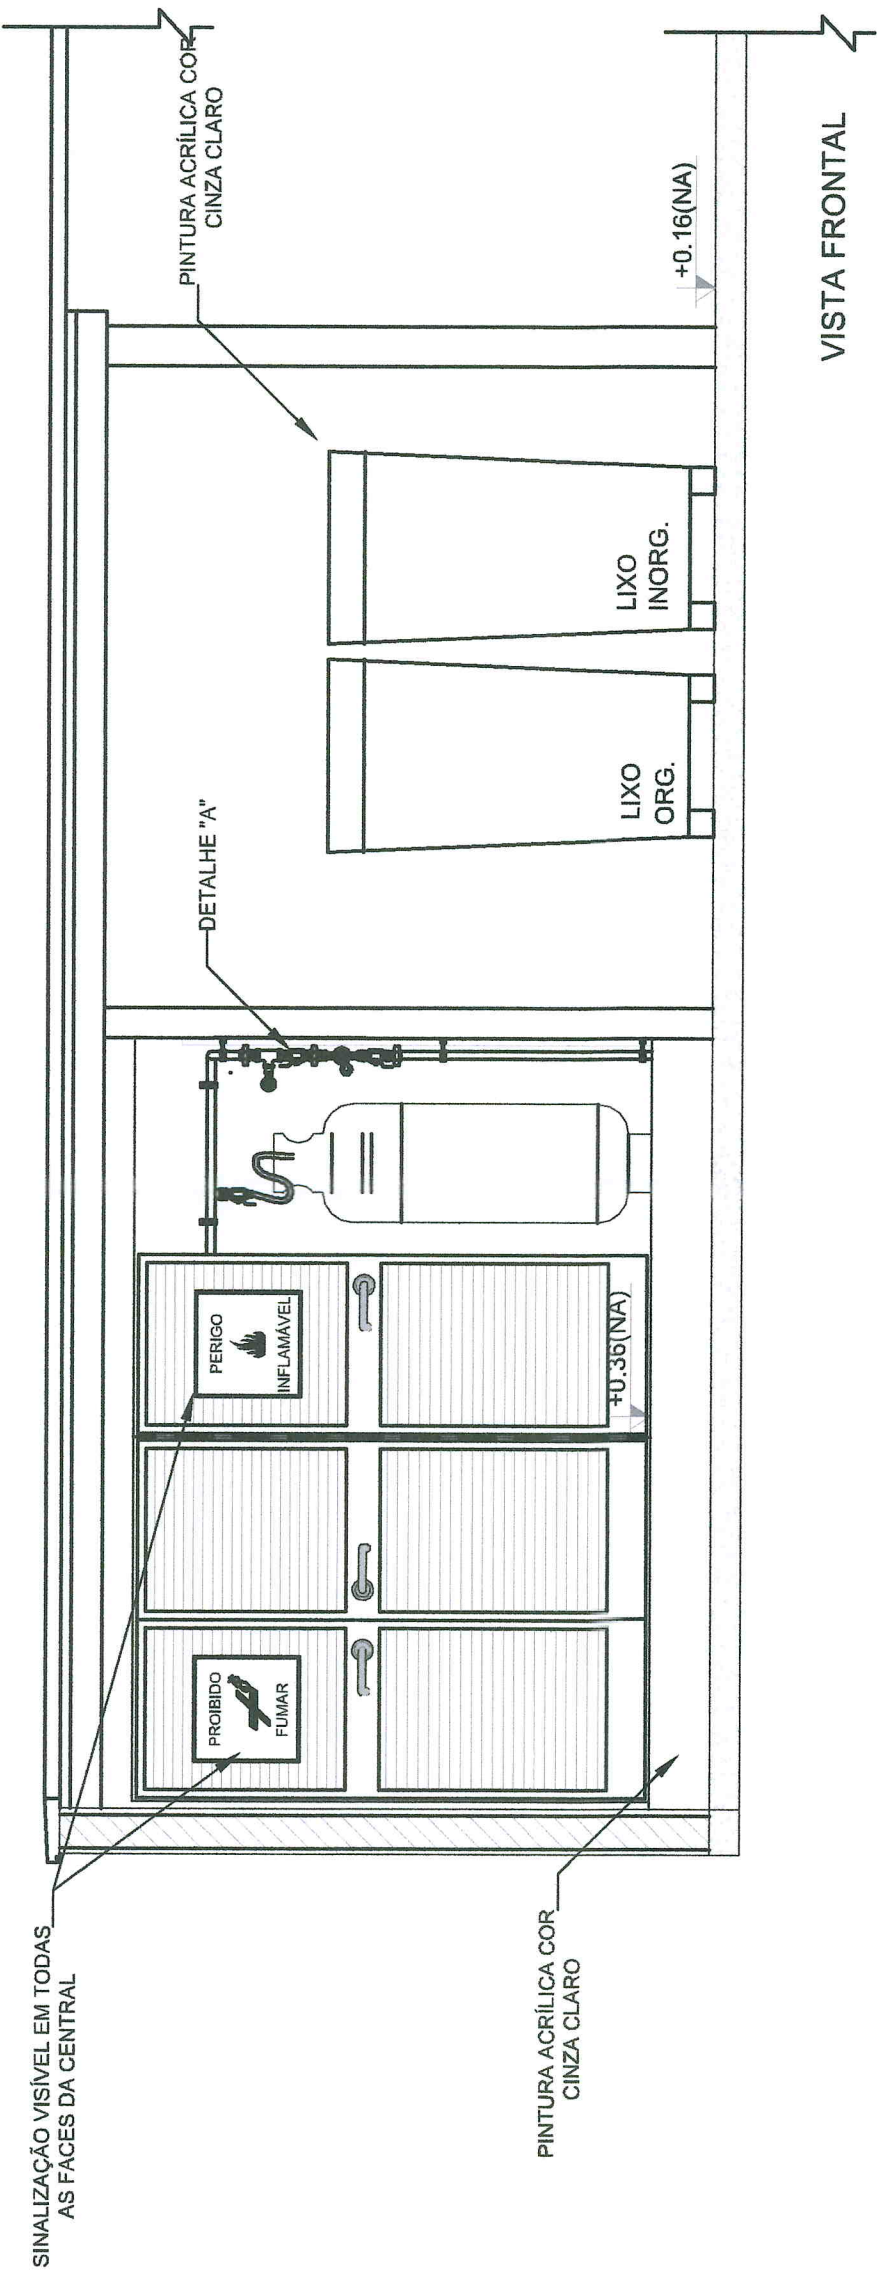 SINALIZAÇÃO VISÍVEL EM TODAS
AS FACES DA CENTRAL
PINTURA ACRÍLICA COR
CINZA CLARO
PROIBIDO
FUMAR
PERIGO
INFLAMÁVEL
+0.36(NA)
DETALHE "A"
LIXO
ORG.
LIXO
INORG.
PINTURA ACRÍLICA COR
CINZA CLARO
+0.16(NA)
VISTA FRONTAL